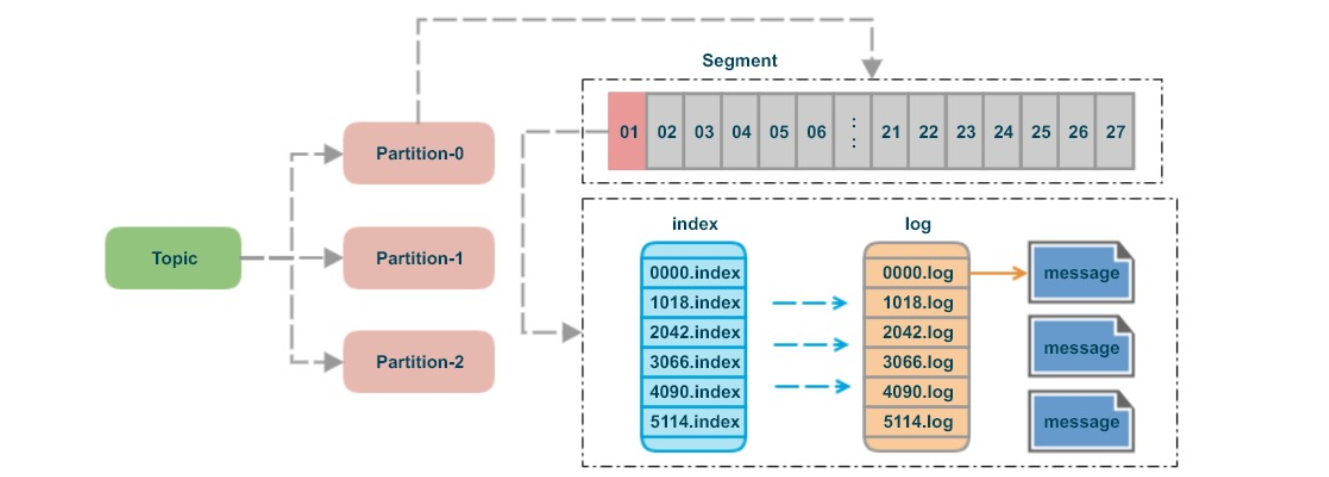 Segment
01 02 03 04 05 06 ⋮ 21 22 23 24 25 26 27
Partition-0
Topic
Partition-1
Partition-2
index
log
0000.index
1018.index
2042.index
3066.index
4090.index
5114.index
0000.log
1018.log
2042.log
3066.log
4090.log
5114.log
message
message
message